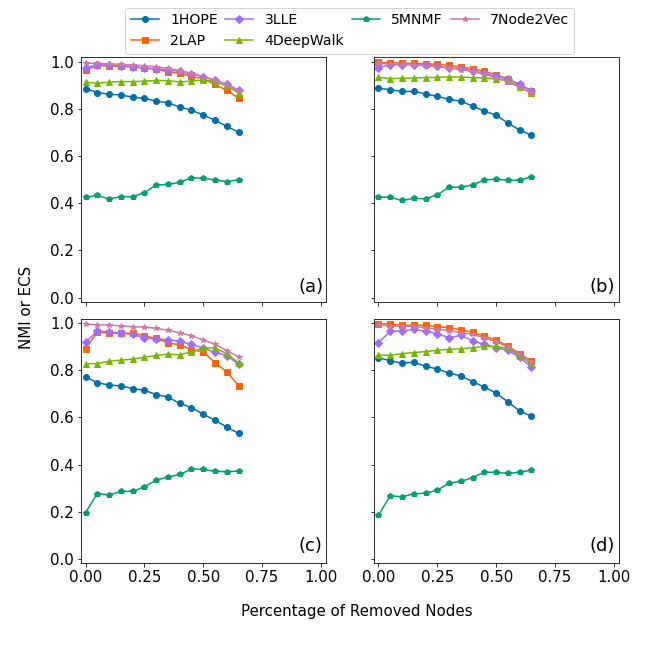 1HOPE 3LLE 5MNMF 7Node2Vec
2LAP 4DeepWalk
1.0
0.8
0.6
0.4
0.2
0.0
(a)
(b)
1.0
0.8
0.6
0.4
0.2
0.0
(c)
(d)
0.00 0.25 0.50 0.75 1.00
0.00 0.25 0.50 0.75 1.00
NMI or ECS
Percentage of Removed Nodes